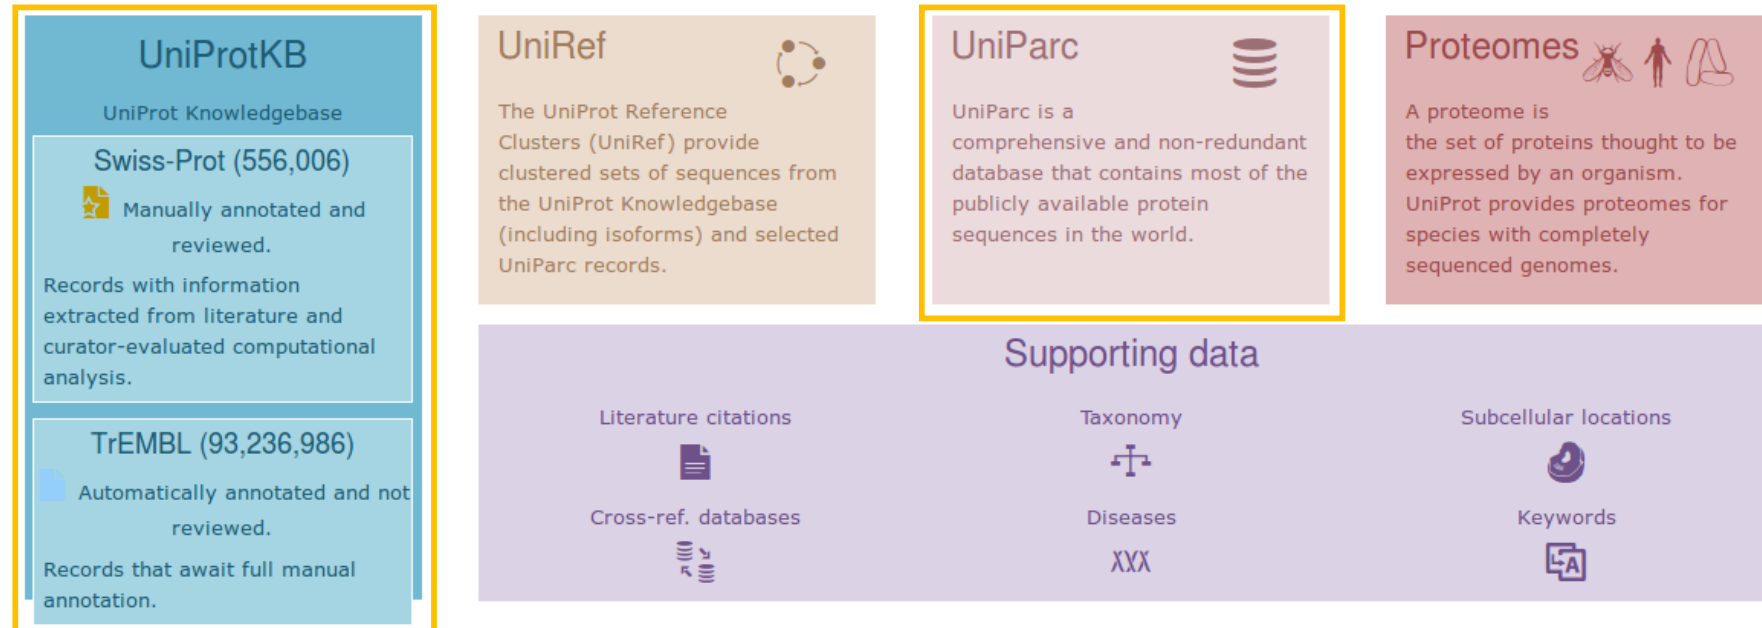 UniProtKB
UniProt Knowledgebase
Swiss-Prot (556,006)
Manually annotated and
reviewed.
Records with information
extracted from literature and
curator-evaluated computational
analysis.
TrEMBL (93,236,986)
Automatically annotated and not
reviewed.
Records that await full manual
annotation.
UniRef
The UniProt Reference
Clusters (UniRef) provide
clustered sets of sequences from
the UniProt Knowledgebase
(including isoforms) and selected
UniParc records.
UniParc
UniParc is a
comprehensive and non-redundant
database that contains most of the
publicly available protein
sequences in the world.
Proteomes
A proteome is
the set of proteins thought to be
expressed by an organism.
UniProt provides proteomes for
species with completely
sequenced genomes.
Supporting data
Literature citations
Taxonomy
Subcellular locations
Cross-ref. databases
Diseases
Keywords
A